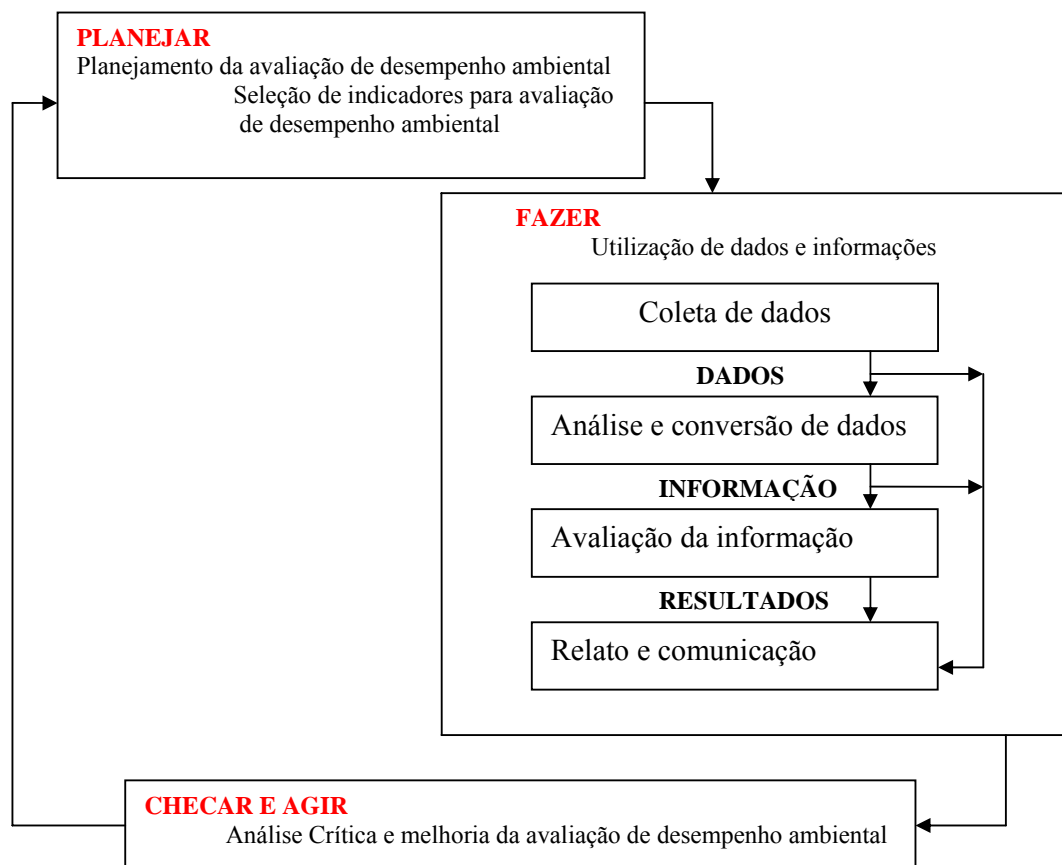 PLANEJAR
Planejamento da avaliação de desempenho ambiental
Seleção de indicadores para avaliação
de desempenho ambiental
FAZER
Utilização de dados e informações
Coleta de dados
DADOS
Análise e conversão de dados
INFORMAÇÃO
Avaliação da informação
RESULTADOS
Relato e comunicação
CHECAR E AGIR
Análise Crítica e melhoria da avaliação de desempenho ambiental